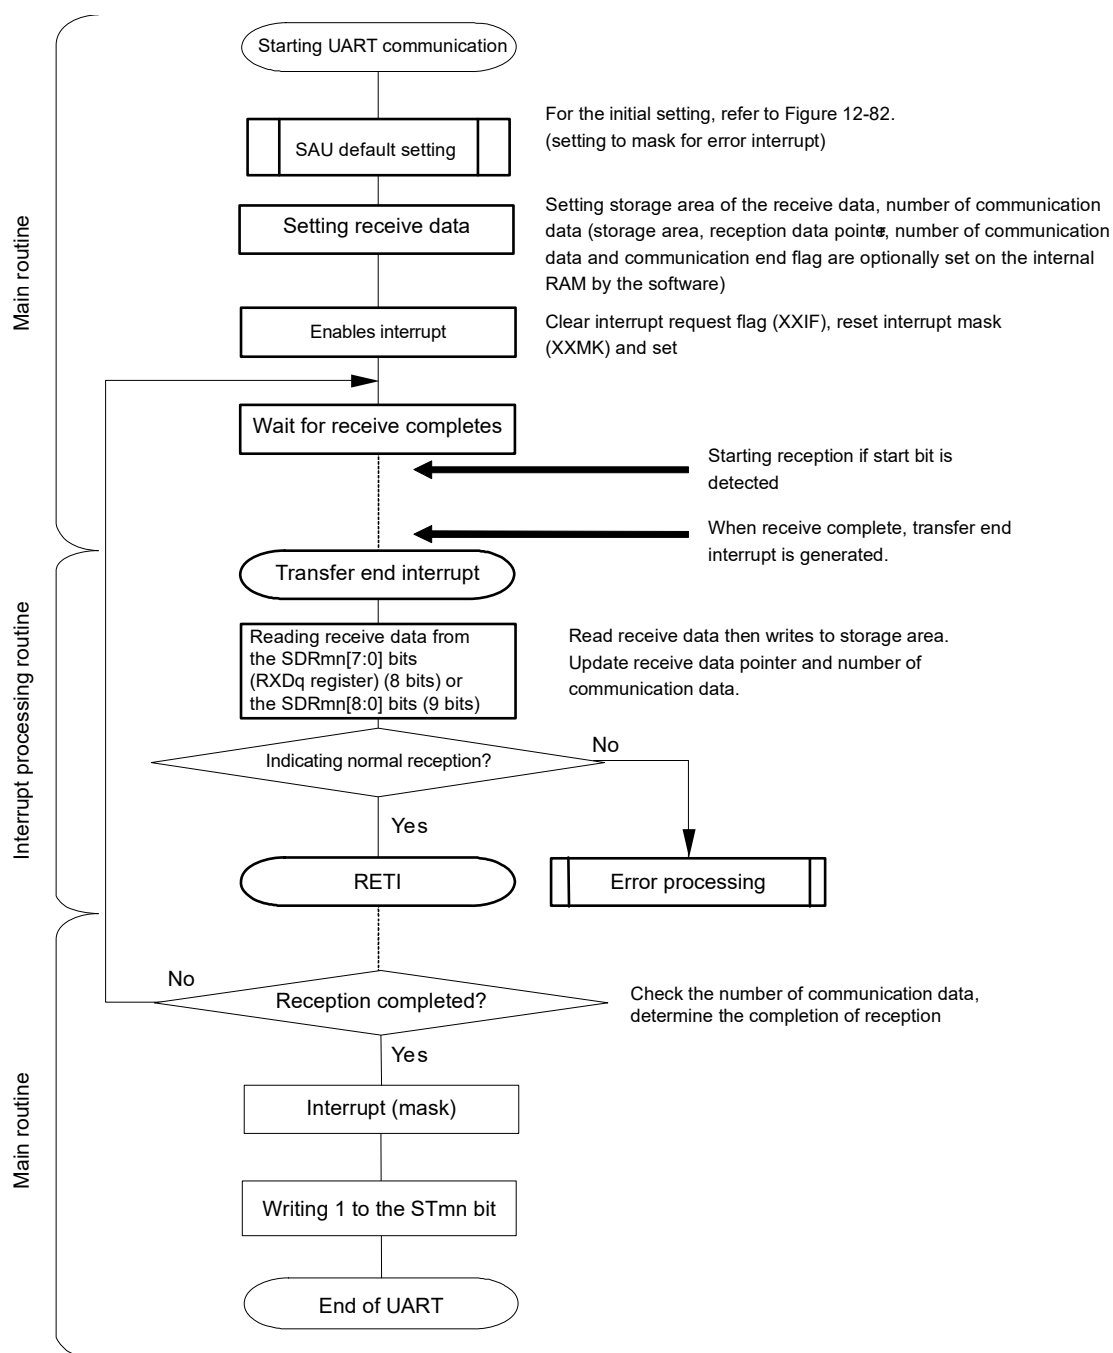 Starting UART communication
For the initial setting, refer to Figure 12-82.
(setting to mask for error interrupt)
SAU default setting
Setting storage area of the receive data, number of communication
data (storage area, reception data pointer, number of communication
data and communication end flag are optionally set on the internal
RAM by the software)
Setting receive data
Main routine
Enables interrupt
Clear interrupt request flag (XXIF), reset interrupt mask
(XXMK) and set
Wait for receive completes
Starting reception if start bit is
detected
When receive complete, transfer end
interrupt is generated.
Transfer end interrupt
Interrupt processing routine
Reading receive data from
the SDRmn[7:0] bits
(RXDq register) (8 bits) or
the SDRmn[8:0] bits (9 bits)
Read receive data then writes to storage area.
Update receive data pointer and number of
communication data.
Indicating normal reception?
No
Yes
RETI
Error processing
No
Reception completed?
Check the number of communication data,
determine the completion of reception
Yes
Main routine
Interrupt (mask)
Writing 1 to the STmn bit
End of UART